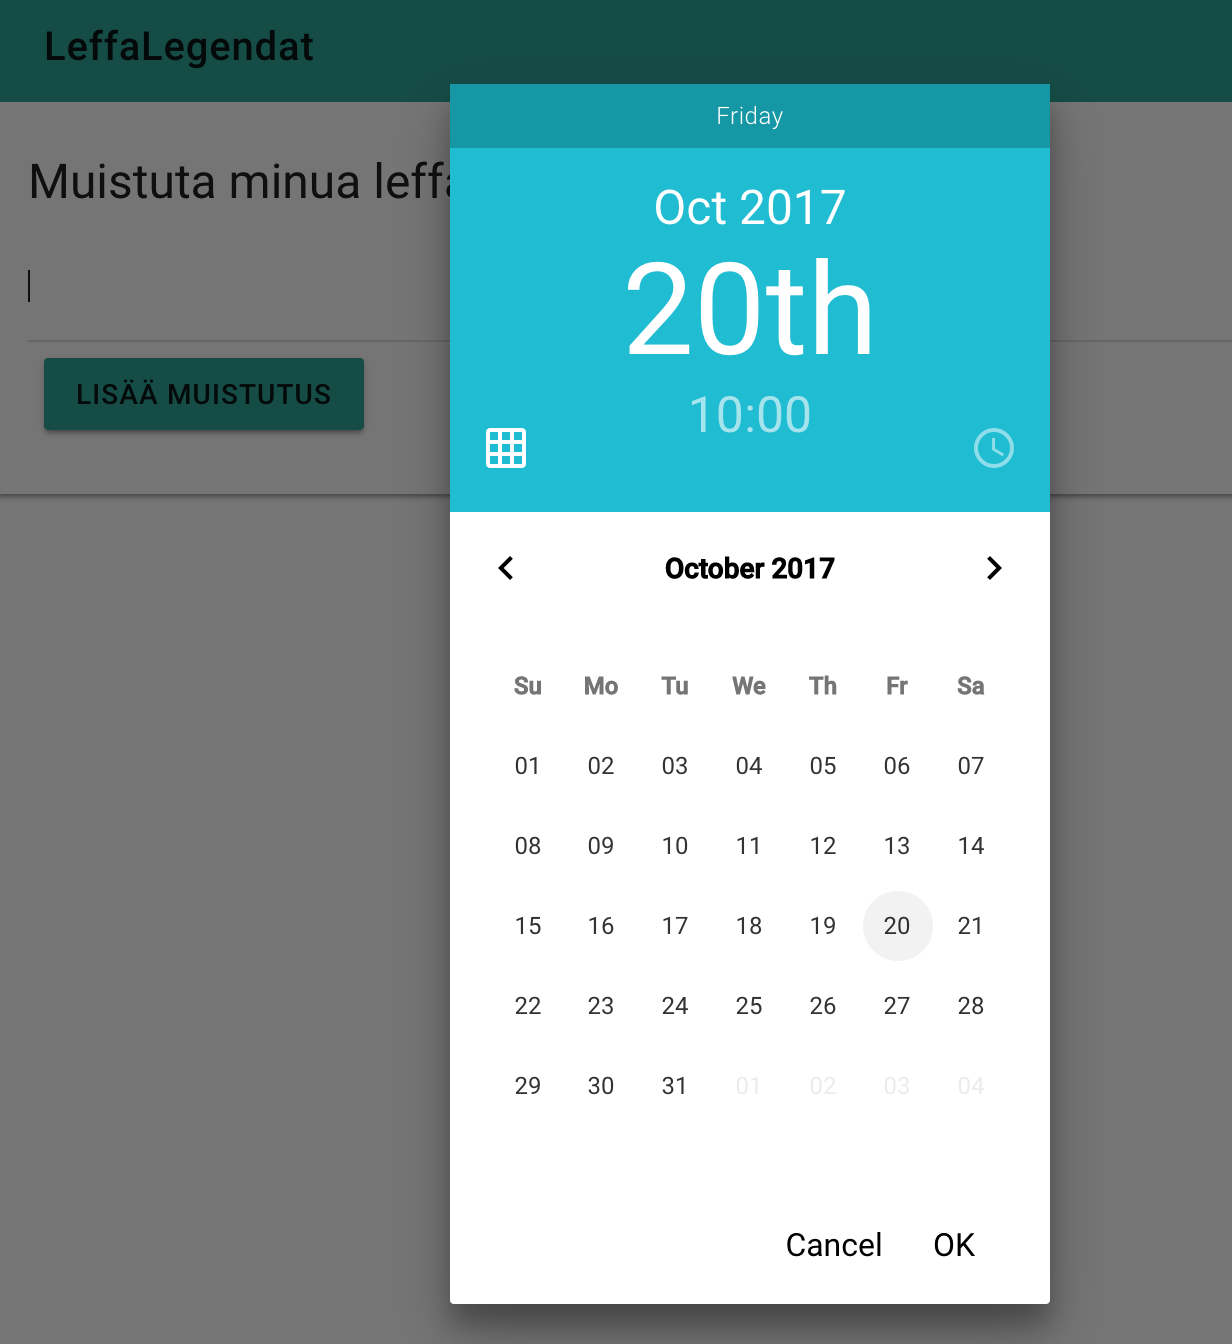 LeffaLegendat
Muistuta minua leffa
LISÄÄ MUISTUTUS
Friday
Oct 2017
20th
10:00
October 2017
Su Mo Tu We Th Fr Sa
01 02 03 04 05 06 07
08 09 10 11 12 13 14
15 16 17 18 19 20 21
22 23 24 25 26 27 28
29 30 31 01 02 03 04
Cancel OK